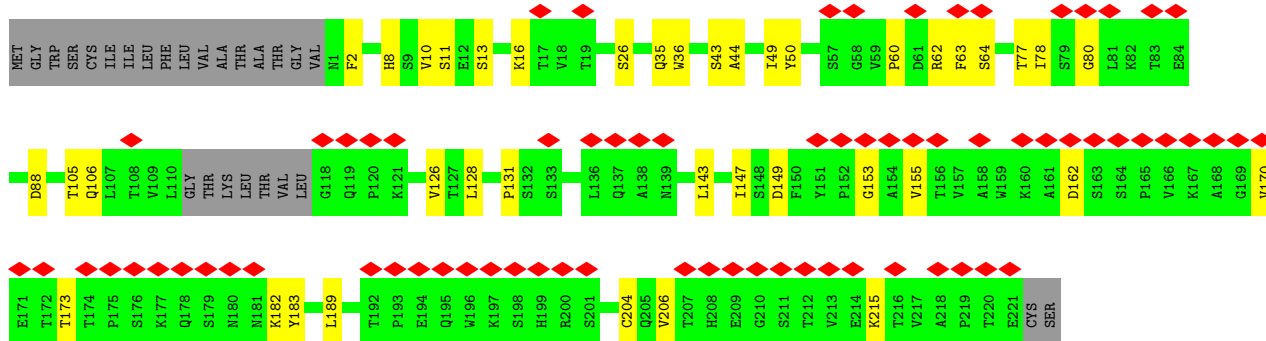 MET GLY TRP SER CYS ILE ILE LEU PHE LEU VAL ALA THR ALA THR GLY VAL N1 F2 H8 S9 V10 S11 E12 S13 K16 T17 V18 T19 S26 Q35 W36 S43 A44 I49 Y50 S57 G58 V59 P60 D61 R62 F63 S64 T77 I78 S79 G80 L81 K82 T83 E84
D88 T105 Q106 L107 T108 V109 L110 GLY THR LYS LEU THR VAL LEU G118 Q119 P120 K121 V126 T127 L128 P131 S132 S133 L136 Q137 A138 N139 L143 I147 S148 D149 F150 Y151 P152 G153 A154 V155 T156 V157 A158 W159 K160 A161 D162 S163 S164 P165 V166 K167 A168 G169 V170
E171 T172 T173 T174 P175 S176 K177 Q178 S179 N180 N181 K182 Y183 L189 T192 P193 E194 Q195 W196 K197 S198 H199 R200 S201 C204 Q205 V206 T207 H208 E209 G210 S211 T212 V213 E214 K215 T216 V217 A218 P219 T220 E221 CYS SER